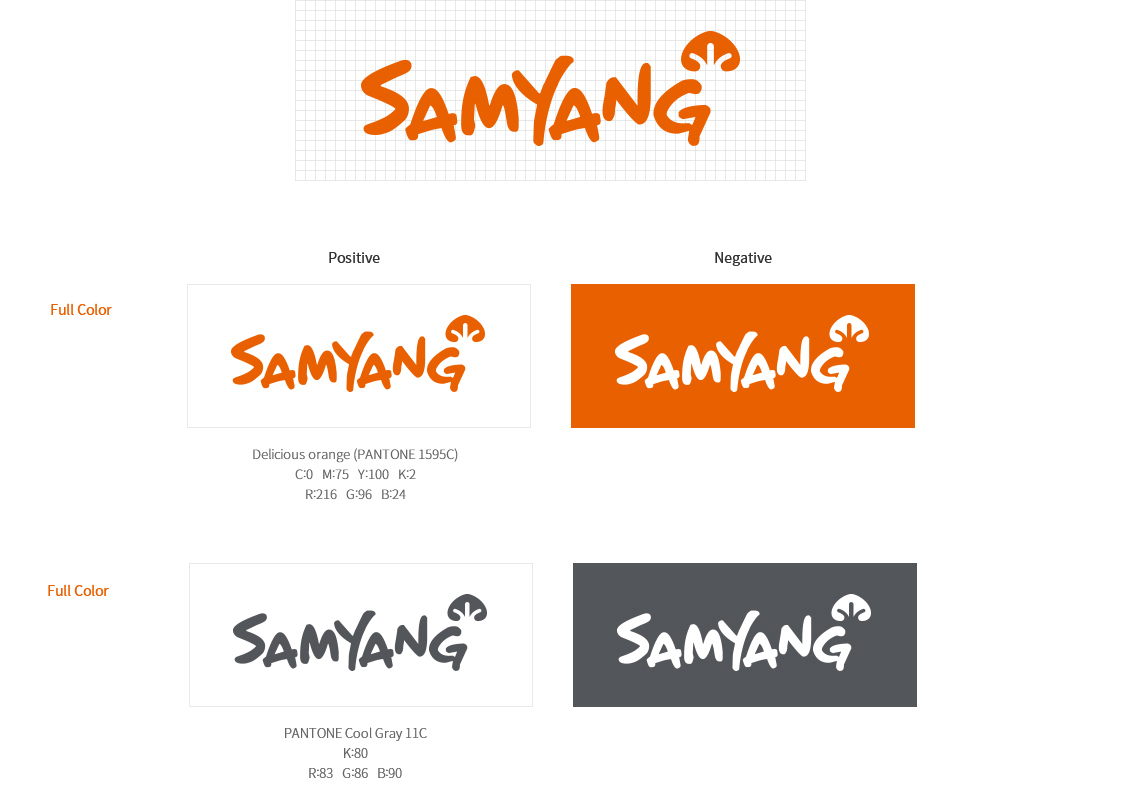 SAMYANG
Positive
Negative
Full Color
SAMYANG
SAMYANG
Delicious orange (PANTONE 1595C)
C:0 M:75 Y:100 K:2
R:216 G:96 B:24
Full Color
SAMYANG
SAMYANG
PANTONE Cool Gray 11C
K:80
R:83 G:86 B:90